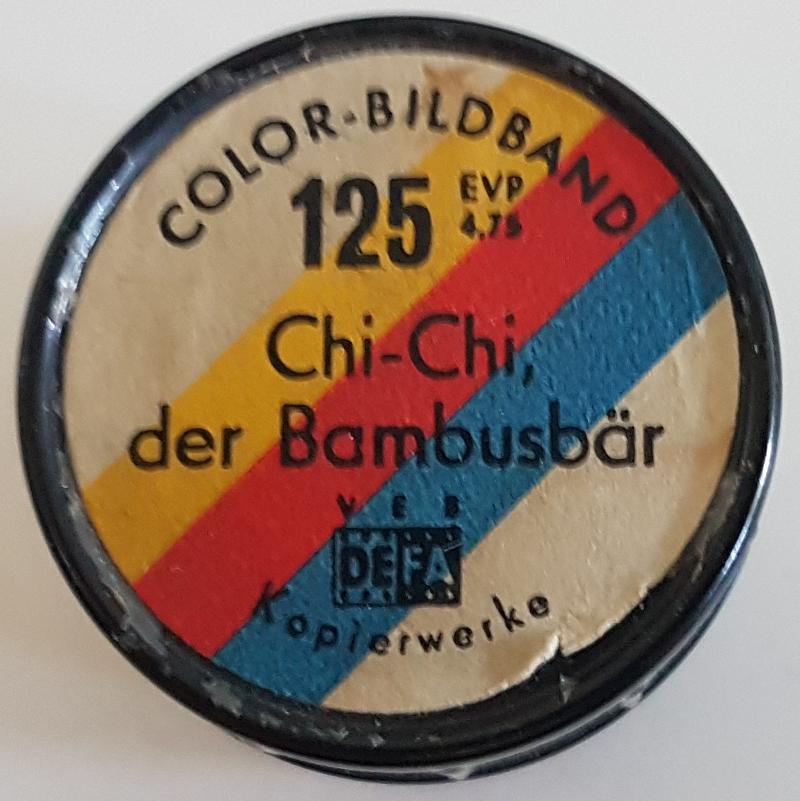 COLOR-BILDBAND
125 EVP 4,75
Chi-Chi,
der Bambusbär
VEB
DEFA
Kopierwerke